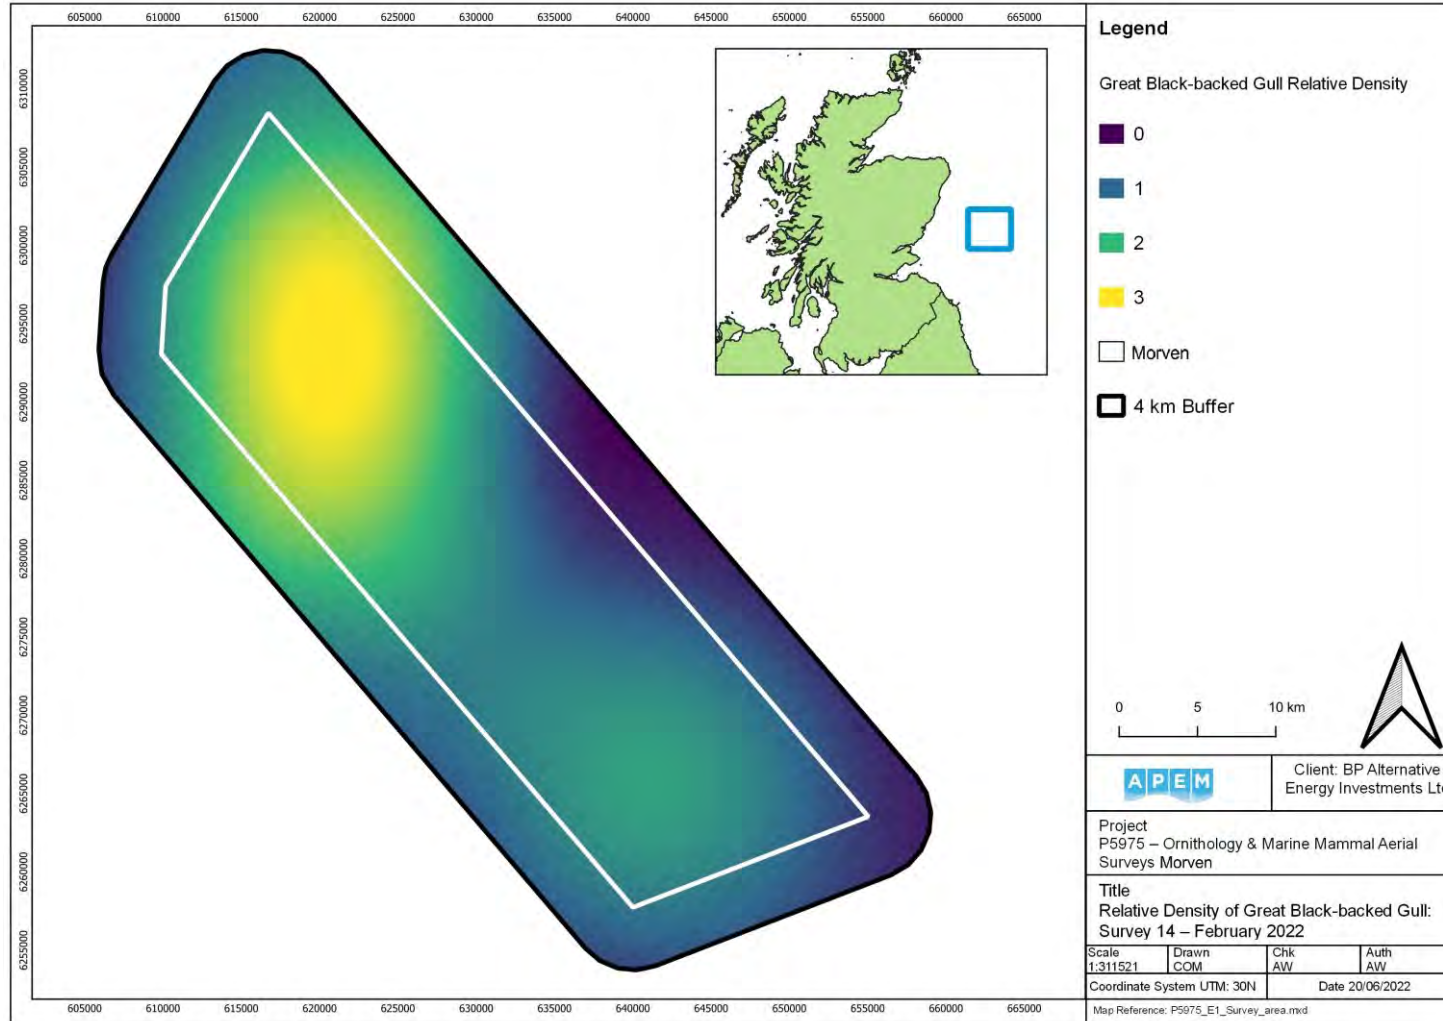 605000 610000 615000 620000 625000 630000 635000 640000 645000 650000 655000 660000 665000
6310000
6305000
6300000
6295000
6290000
6285000
6280000
6275000
6270000
6265000
6260000
6255000
605000 610000 615000 620000 625000 630000 635000 640000 645000 650000 655000 660000 665000
Legend
Great Black-backed Gull Relative Density
0
1
2
3
Morven
4 km Buffer
0 5 10 km
APEM
Client: BP Alternative
Energy Investments Lt
Project
P5975 – Ornithology & Marine Mammal Aerial
Surveys Morven
Title
Relative Density of Great Black-backed Gull:
Survey 14 – February 2022
Scale
1:311521
Drawn
COM
Chk
AW
Auth
AW
Coordinate System UTM: 30N
Date 20/06/2022
Map Reference: P5975_E1_Survey_area.mxd